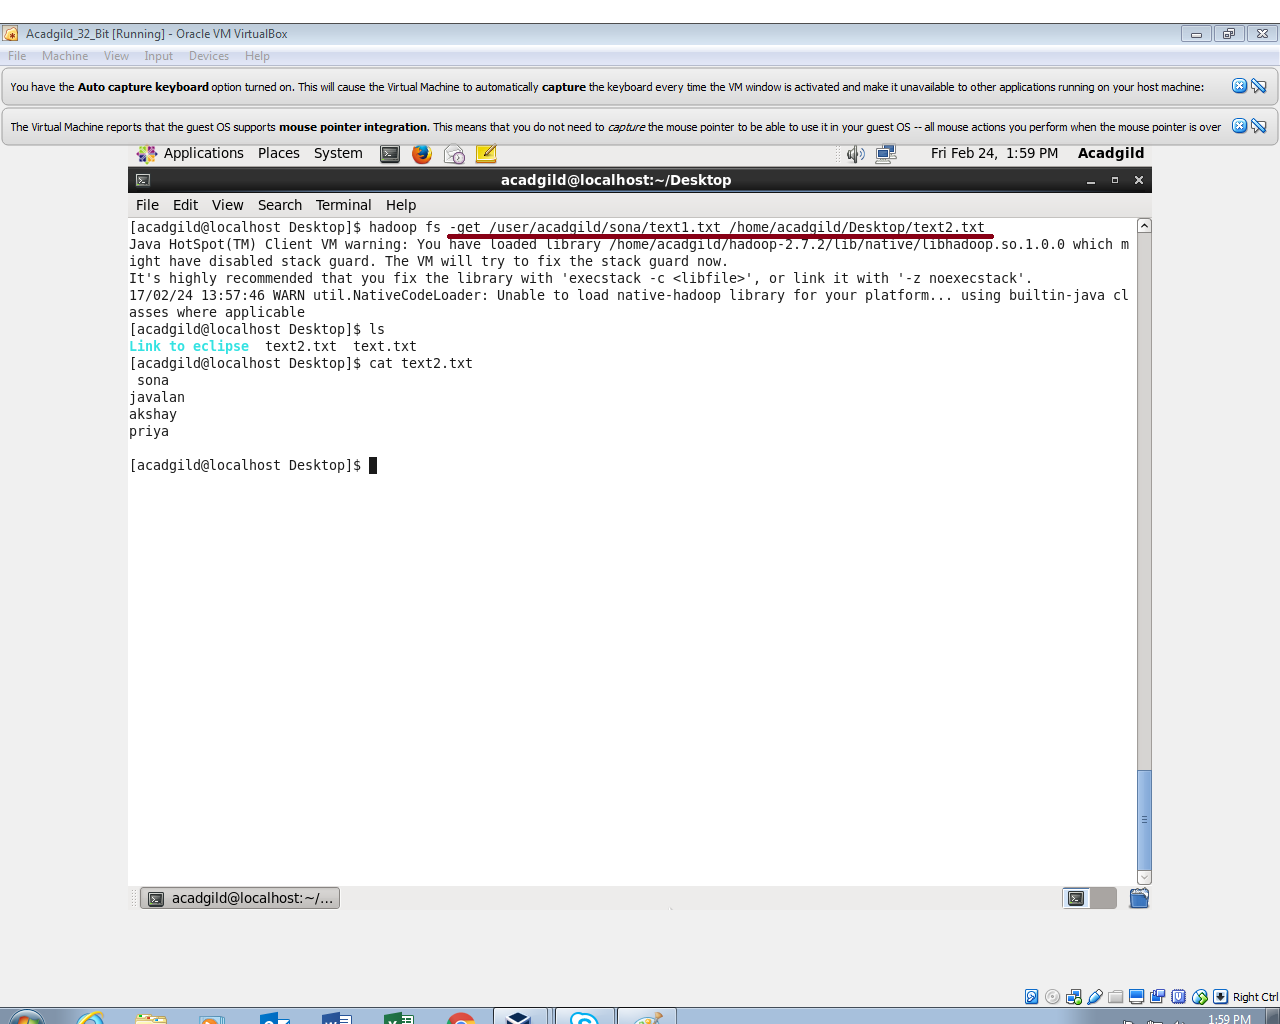 Acadgild_32_Bit [Running] - Oracle VM VirtualBox
File Machine View Input Devices Help
You have the Auto capture keyboard option turned on. This will cause the Virtual Machine to automatically capture the keyboard every time the VM window is activated and make it unavailable to other applications running on your host machine:
The Virtual Machine reports that the guest OS supports mouse pointer integration. This means that you do not need to capture the mouse pointer to be able to use it in your guest OS -- all mouse actions you perform when the mouse pointer is over
Applications Places System Fri Feb 24, 1:59 PM Acadgild
acadgild@localhost:~/Desktop
File Edit View Search Terminal Help
[acadgild@localhost Desktop]$ hadoop fs -get /user/acadgild/sona/text1.txt /home/acadgild/Desktop/text2.txt
Java HotSpot(TM) Client VM warning: You have loaded library /home/acadgild/hadoop-2.7.2/lib/native/libhadoop.so.1.0.0 which m
ight have disabled stack guard. The VM will try to fix the stack guard now.
It's highly recommended that you fix the library with 'execstack -c <libfile>', or link it with '-z noexecstack'.
17/02/24 13:57:46 WARN util.NativeCodeLoader: Unable to load native-hadoop library for your platform... using builtin-java cl
asses where applicable
[acadgild@localhost Desktop]$ ls
Link to eclipse text2.txt text.txt
[acadgild@localhost Desktop]$ cat text2.txt
sona
javalan
akshay
priya
[acadgild@localhost Desktop]$
acadgild@localhost:~/...
Right Ctrl
1:59 PM